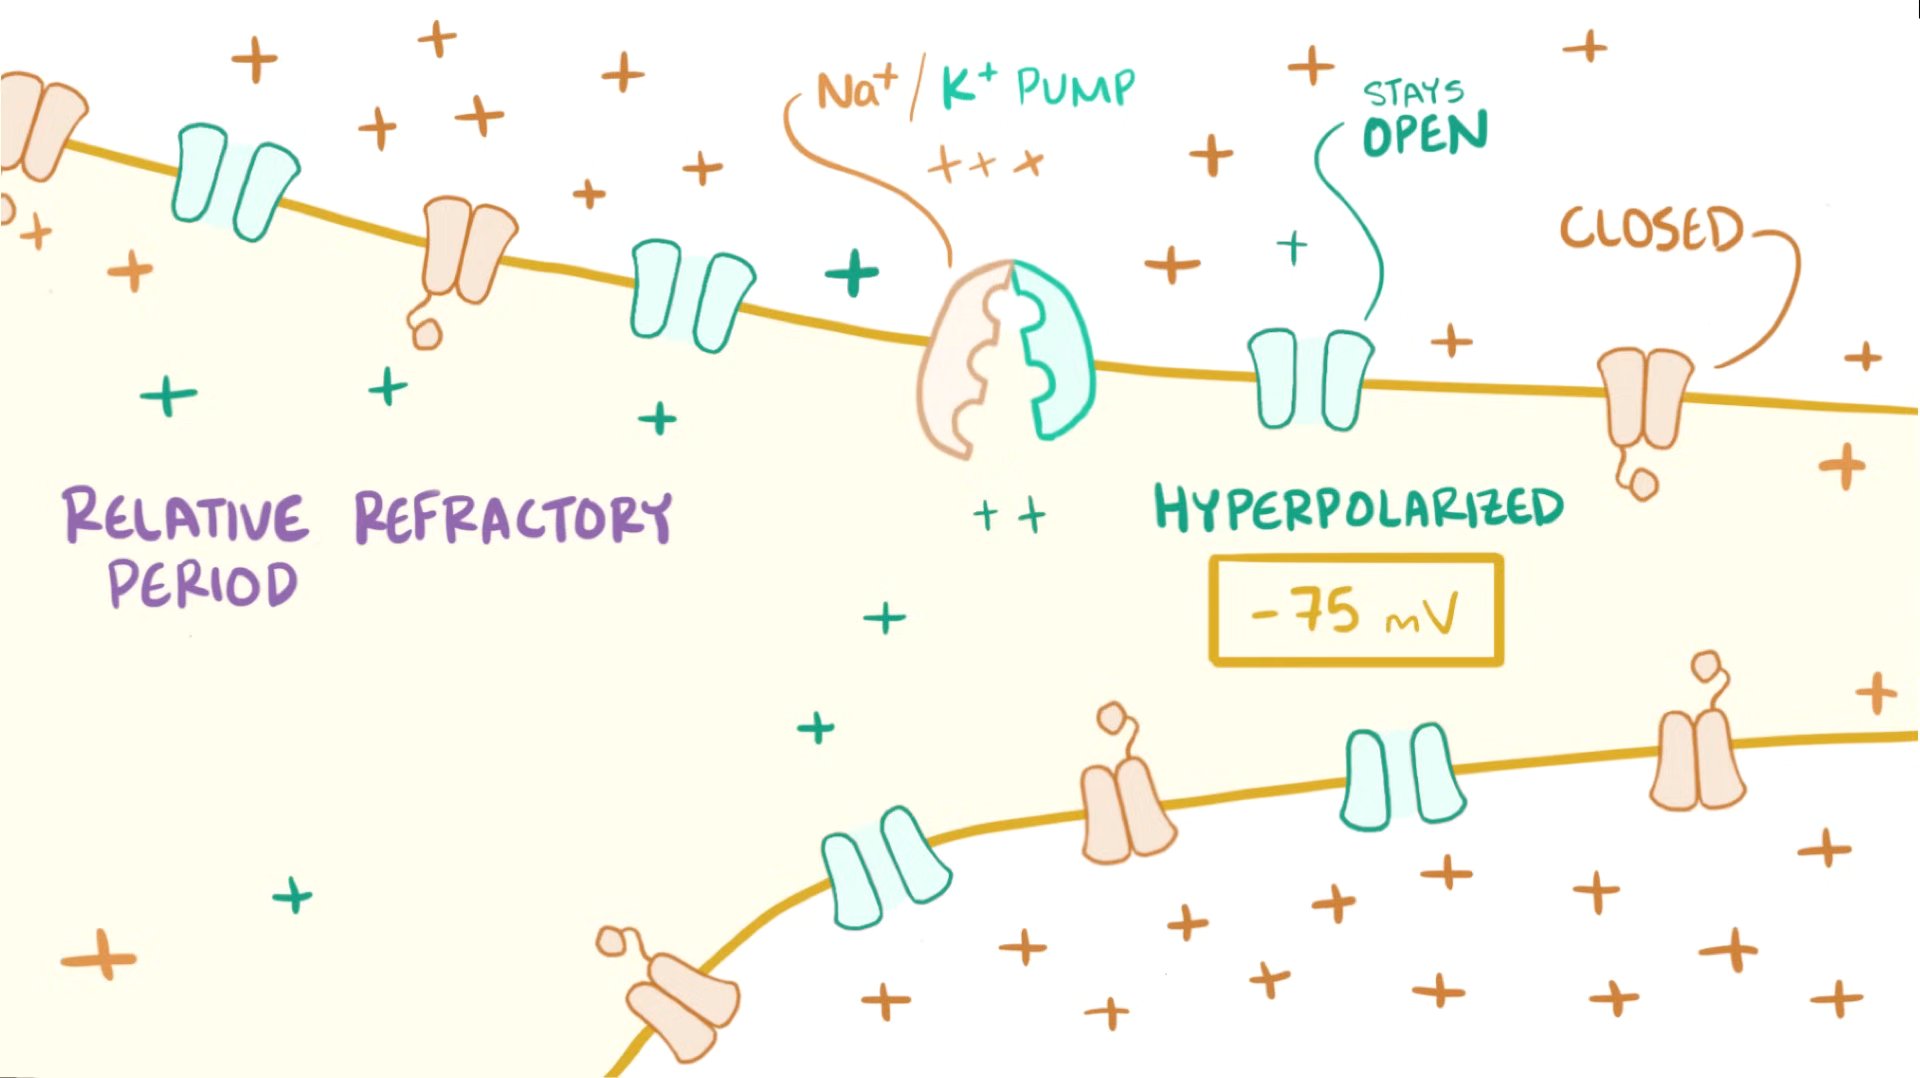 Na⁺/K⁺ PUMP
+++
STAYS
OPEN
CLOSED
RELATIVE REFRACTORY
PERIOD
++
HYPERPOLARIZED
-75 mV